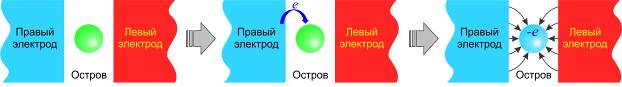 Правый
электрод
Остров
Левый
электрод
e
Правый
электрод
Остров
Левый
электрод
-e
Правый
электрод
Остров
Левый
электрод